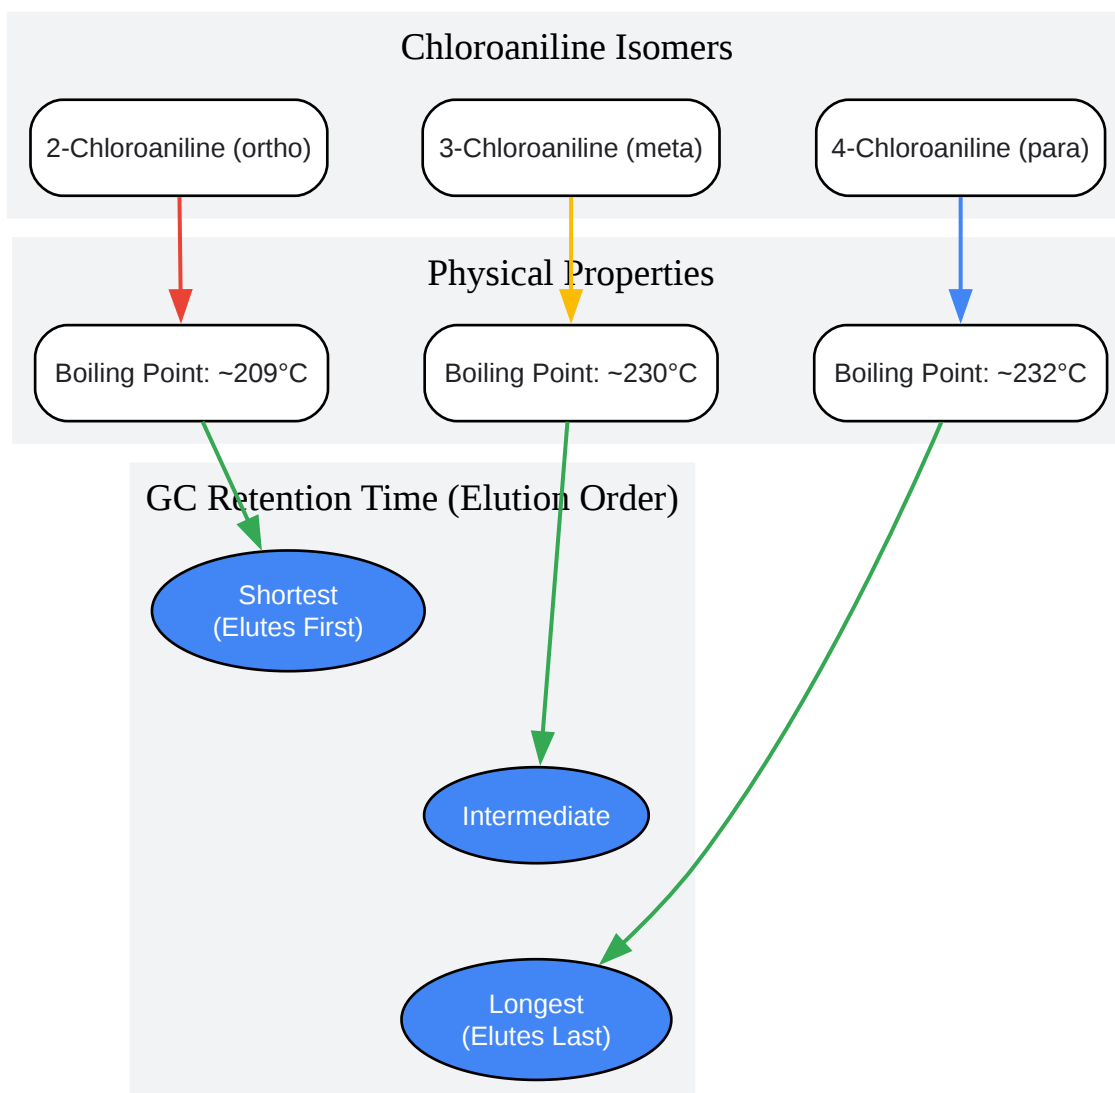 Chloroaniline Isomers
2-Chloroaniline (ortho)
3-Chloroaniline (meta)
4-Chloroaniline (para)
Physical Properties
Boiling Point: ~209°C
Boiling Point: ~230°C
Boiling Point: ~232°C
GC Retention Time (Elution Order)
Shortest
(Elutes First)
Intermediate
Longest
(Elutes Last)